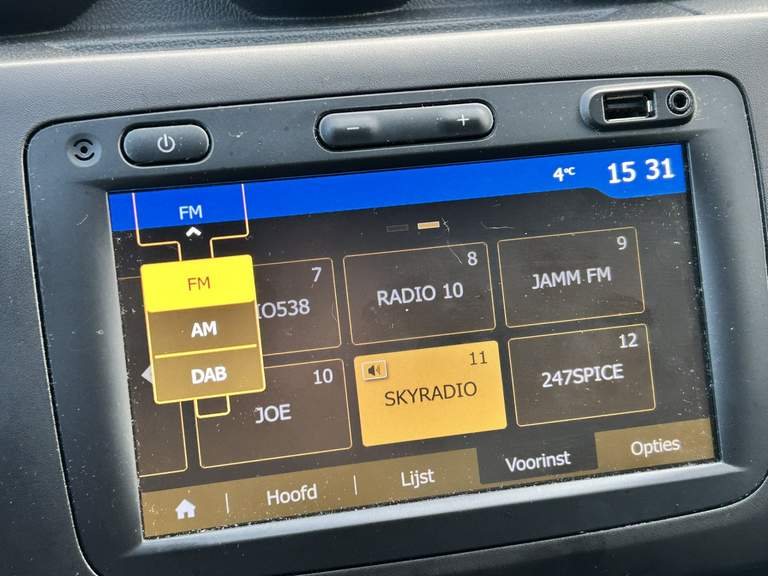 − +
4°C 15 31
FM
FM
AM
DAB
7
IO538
8
RADIO 10
9
JAMM FM
10
JOE
11
SKYRADIO
12
247SPICE
Hoofd Lijst Voorinst Opties